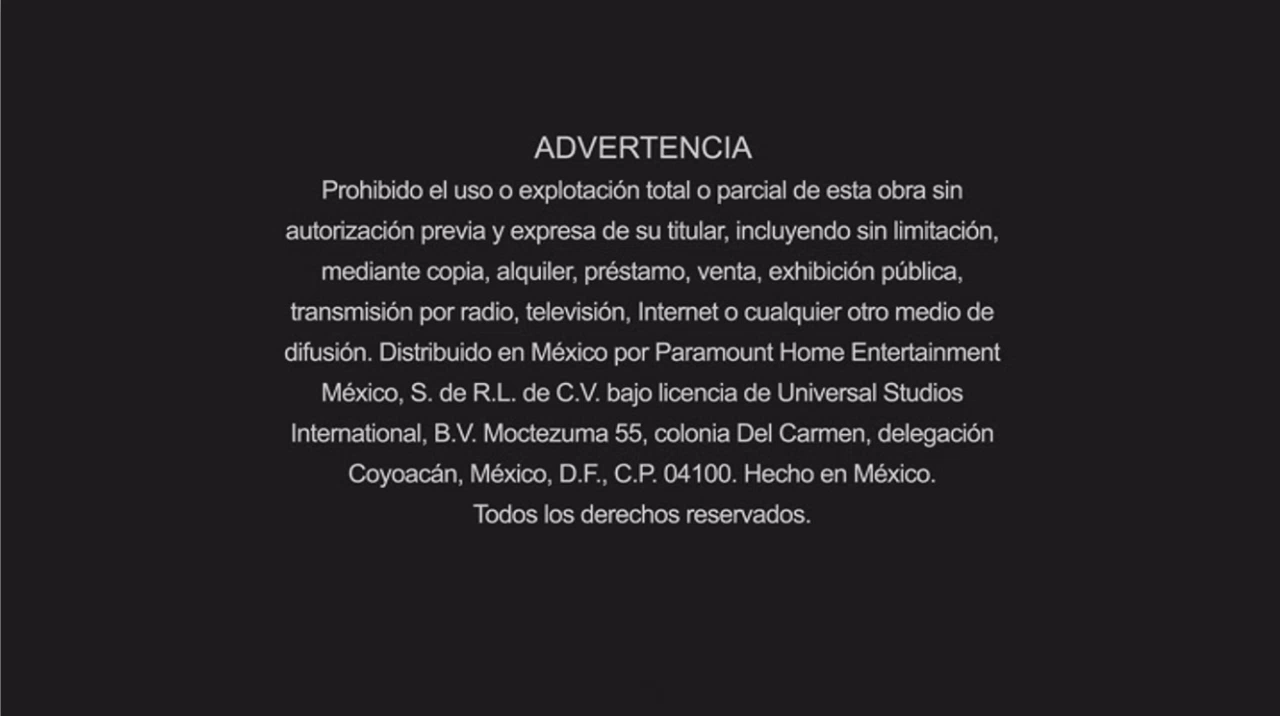 ADVERTENCIA
Prohibido el uso o explotación total o parcial de esta obra sin
autorización previa y expresa de su titular, incluyendo sin limitación,
mediante copia, alquiler, préstamo, venta, exhibición pública,
transmisión por radio, televisión, Internet o cualquier otro medio de
difusión. Distribuido en México por Paramount Home Entertainment
México, S. de R.L. de C.V. bajo licencia de Universal Studios
International, B.V. Moctezuma 55, colonia Del Carmen, delegación
Coyoacán, México, D.F., C.P. 04100. Hecho en México.
Todos los derechos reservados.